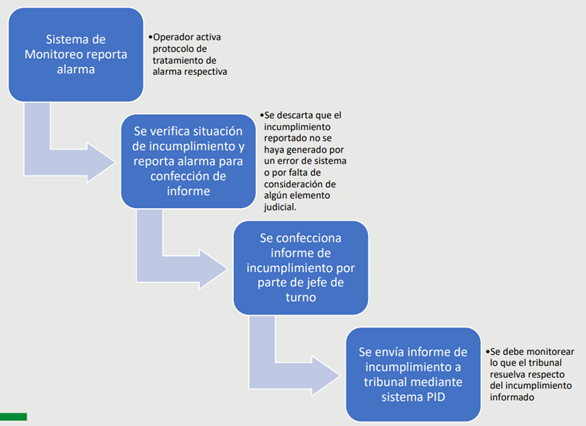 Sistema de
Monitoreo reporta
alarma
•Operador activa
protocolo de
tratamiento de
alarma respectiva
Se verifica situación
de incumplimiento y
reporta alarma para
confección de
informe
•Se descarta que el
incumplimiento
reportado no se
haya generado por
un error de sistema
o por falta de
consideración de
algún elemento
judicial.
Se confecciona
informe de
incumplimiento por
parte de jefe de
turno
Se envía informe de
incumplimiento a
tribunal mediante
sistema PID
•Se debe monitorear
lo que el tribunal
resuelva respecto
del incumplimiento
informado